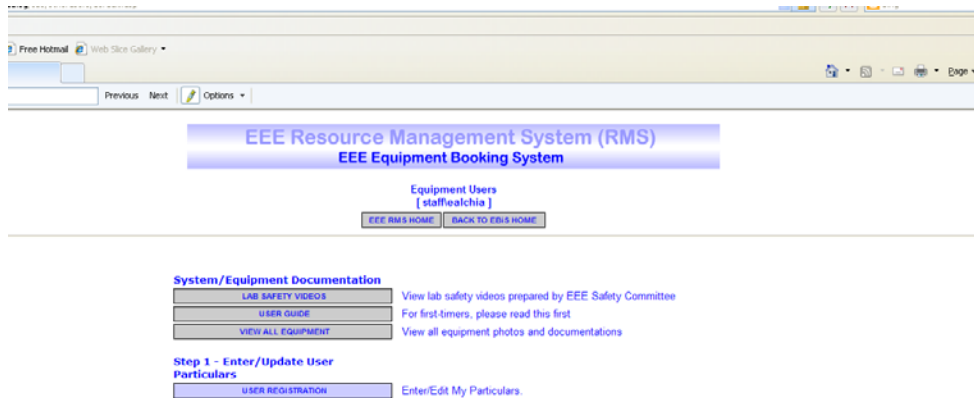 Free Hotmail Web Slice Gallery
Page
Previous Next Options
EEE Resource Management System (RMS)
EEE Equipment Booking System
Equipment Users
[ staff\ealchia ]
EEE RMS HOME BACK TO EBIS HOME
System/Equipment Documentation
LAB SAFETY VIDEOS View lab safety videos prepared by EEE Safety Committee
USER GUIDE For first-timers, please read this first
VIEW ALL EQUIPMENT View all equipment photos and documentations
Step 1 - Enter/Update User
Particulars
USER REGISTRATION Enter/Edit My Particulars.